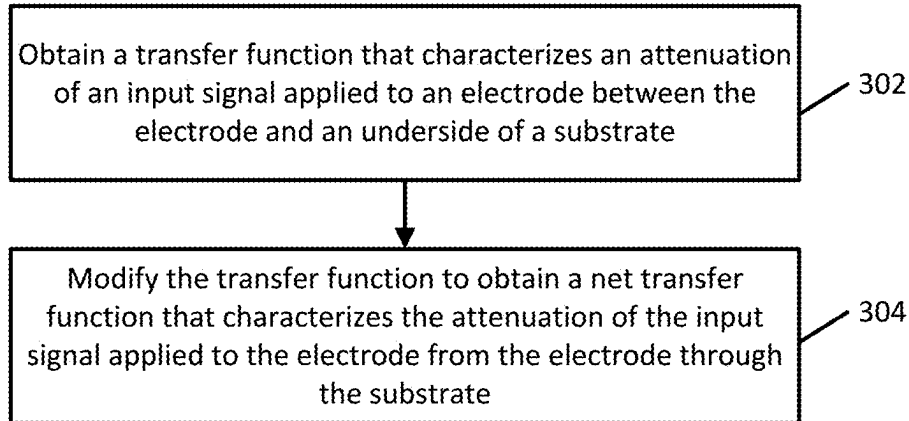 Obtain a transfer function that characterizes an attenuation
of an input signal applied to an electrode between the
electrode and an underside of a substrate
302
Modify the transfer function to obtain a net transfer
function that characterizes the attenuation of the input
signal applied to the electrode from the electrode through
the substrate
304